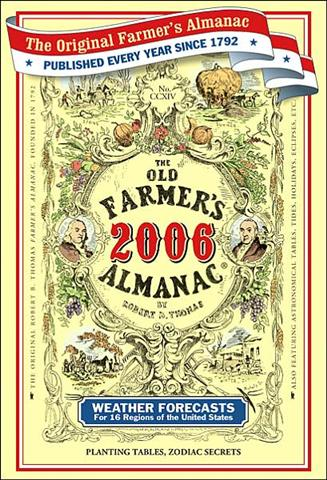 The Original Farmer's Almanac
PUBLISHED EVERY YEAR SINCE 1792
No.
CCXIV
THE
OLD
FARMER'S
2006
ALMANAC®
BY
ROBERT B. THOMAS
THE ORIGINAL ROBERT B. THOMAS FARMER'S ALMANAC, FOUNDED IN 1792
ALSO FEATURING ASTRONOMICAL TABLES, TIDES, HOLIDAYS, ECLIPSES, ETC.
WEATHER FORECASTS
For 16 Regions of the United States
PLANTING TABLES, ZODIAC SECRETS